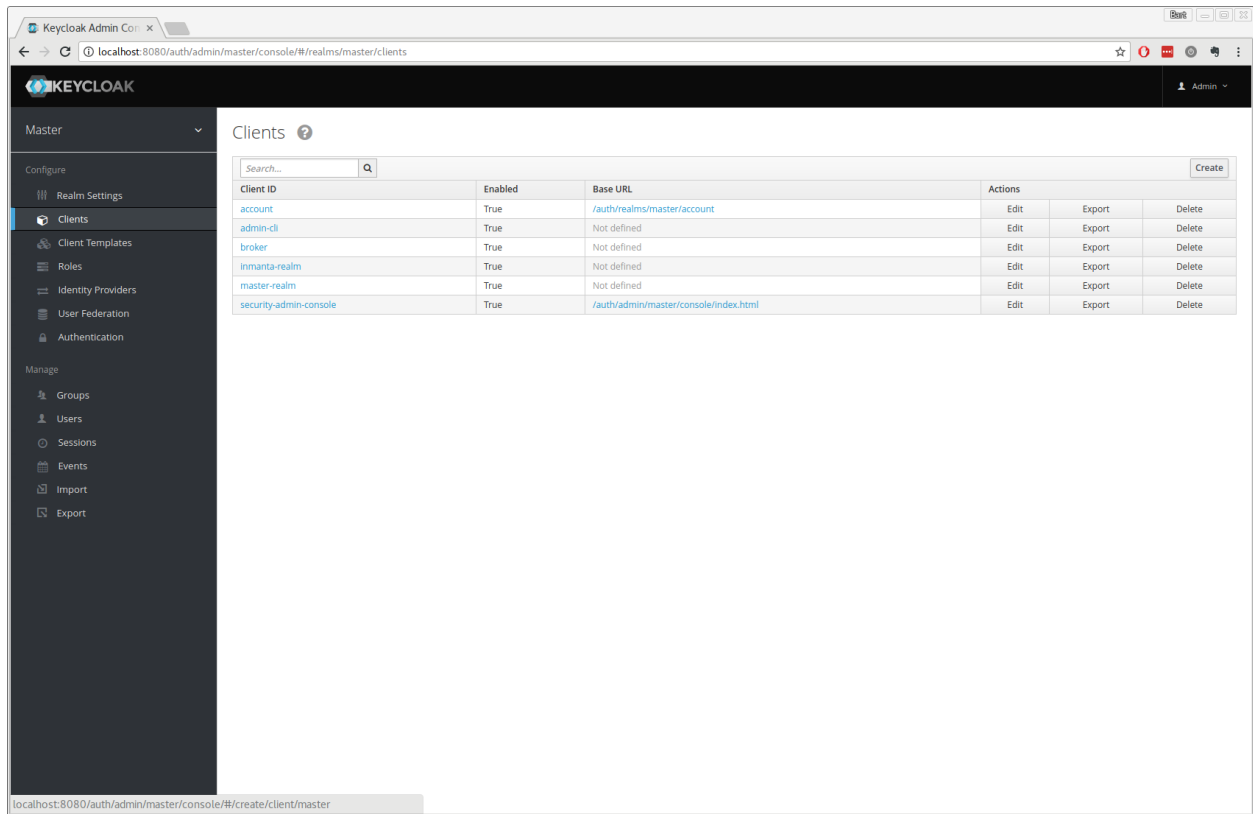 Bart
Keycloak Admin Con
localhost:8080/auth/admin/master/console/#/realms/master/clients
KEYCLOAK
Admin
Master
Clients
Configure
Search...
Create
Client ID Enabled Base URL Actions
Realm Settings
account True /auth/realms/master/account Edit Export Delete
Clients
admin-cli True Not defined Edit Export Delete
Client Templates
broker True Not defined Edit Export Delete
Roles
inmanta-realm True Not defined Edit Export Delete
Identity Providers
master-realm True Not defined Edit Export Delete
User Federation
security-admin-console True /auth/admin/master/console/index.html Edit Export Delete
Authentication
Manage
Groups
Users
Sessions
Events
Import
Export
localhost:8080/auth/admin/master/console/#/create/client/master